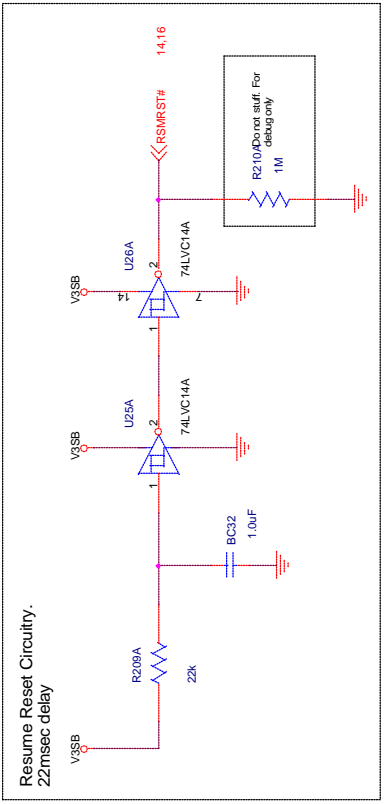 Resume Reset Circuitry.
22msec delay
V3SB
R209A
22k
BC32
1.0uF
V3SB
U25A
1
2
74LVC14A
V3SB
U26A
14
1
2
7
74LVC14A
RSMRST#
14,16
R210A
Do not stuff. For
debug only
1M